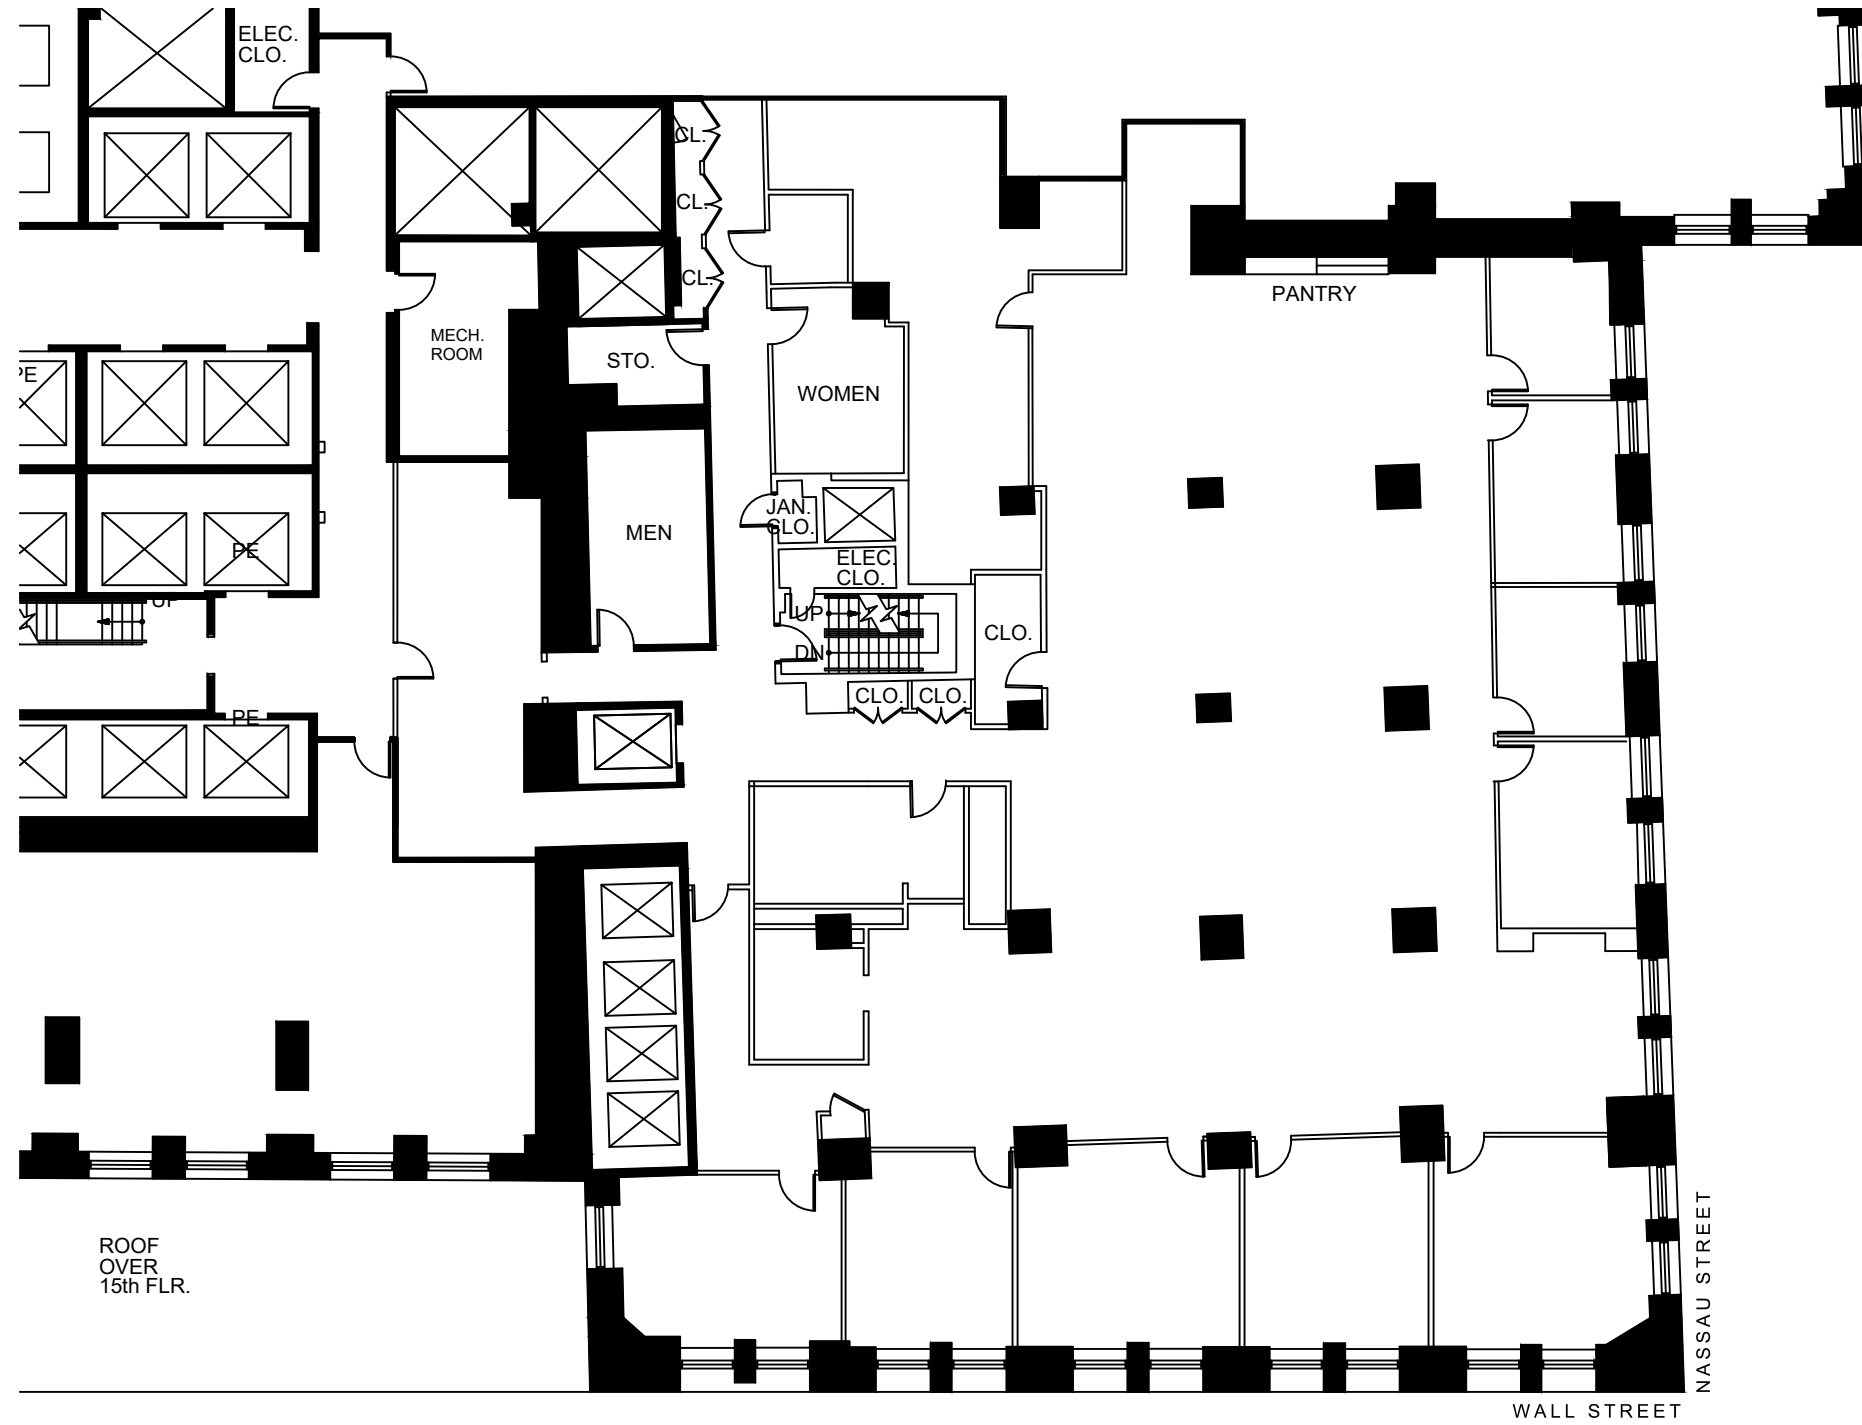 ELEC.
CLO.
CL.
CL.
CL.
PANTRY
MECH.
ROOM
STO.
PE
WOMEN
JAN.
CLO.
MEN
PE
ELEC.
CLO.
UP
UP
DN
CLO.
CLO.
CLO.
PE
ROOF
OVER
15th FLR.
NASSAU STREET
WALL STREET